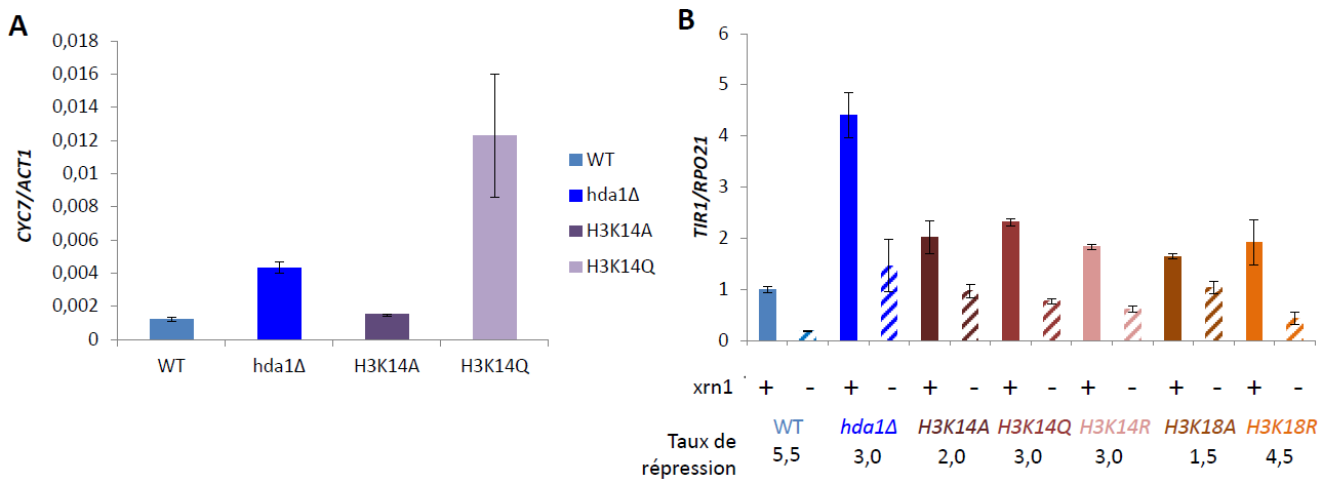 A
CYC7/ACT1
0,018
0,016
0,014
0,012
0,01
0,008
0,006
0,004
0,002
0
WT hda1Δ H3K14A H3K14Q
WT
hda1Δ
H3K14A
H3K14Q
B
TIR1/RPO21
6
5
4
3
2
1
0
xrn1 + - + - + - + - + - + - + -
WT hda1Δ H3K14A H3K14Q H3K14R H3K18A H3K18R
Taux de
répression
5,5 3,0 2,0 3,0 3,0 1,5 4,5